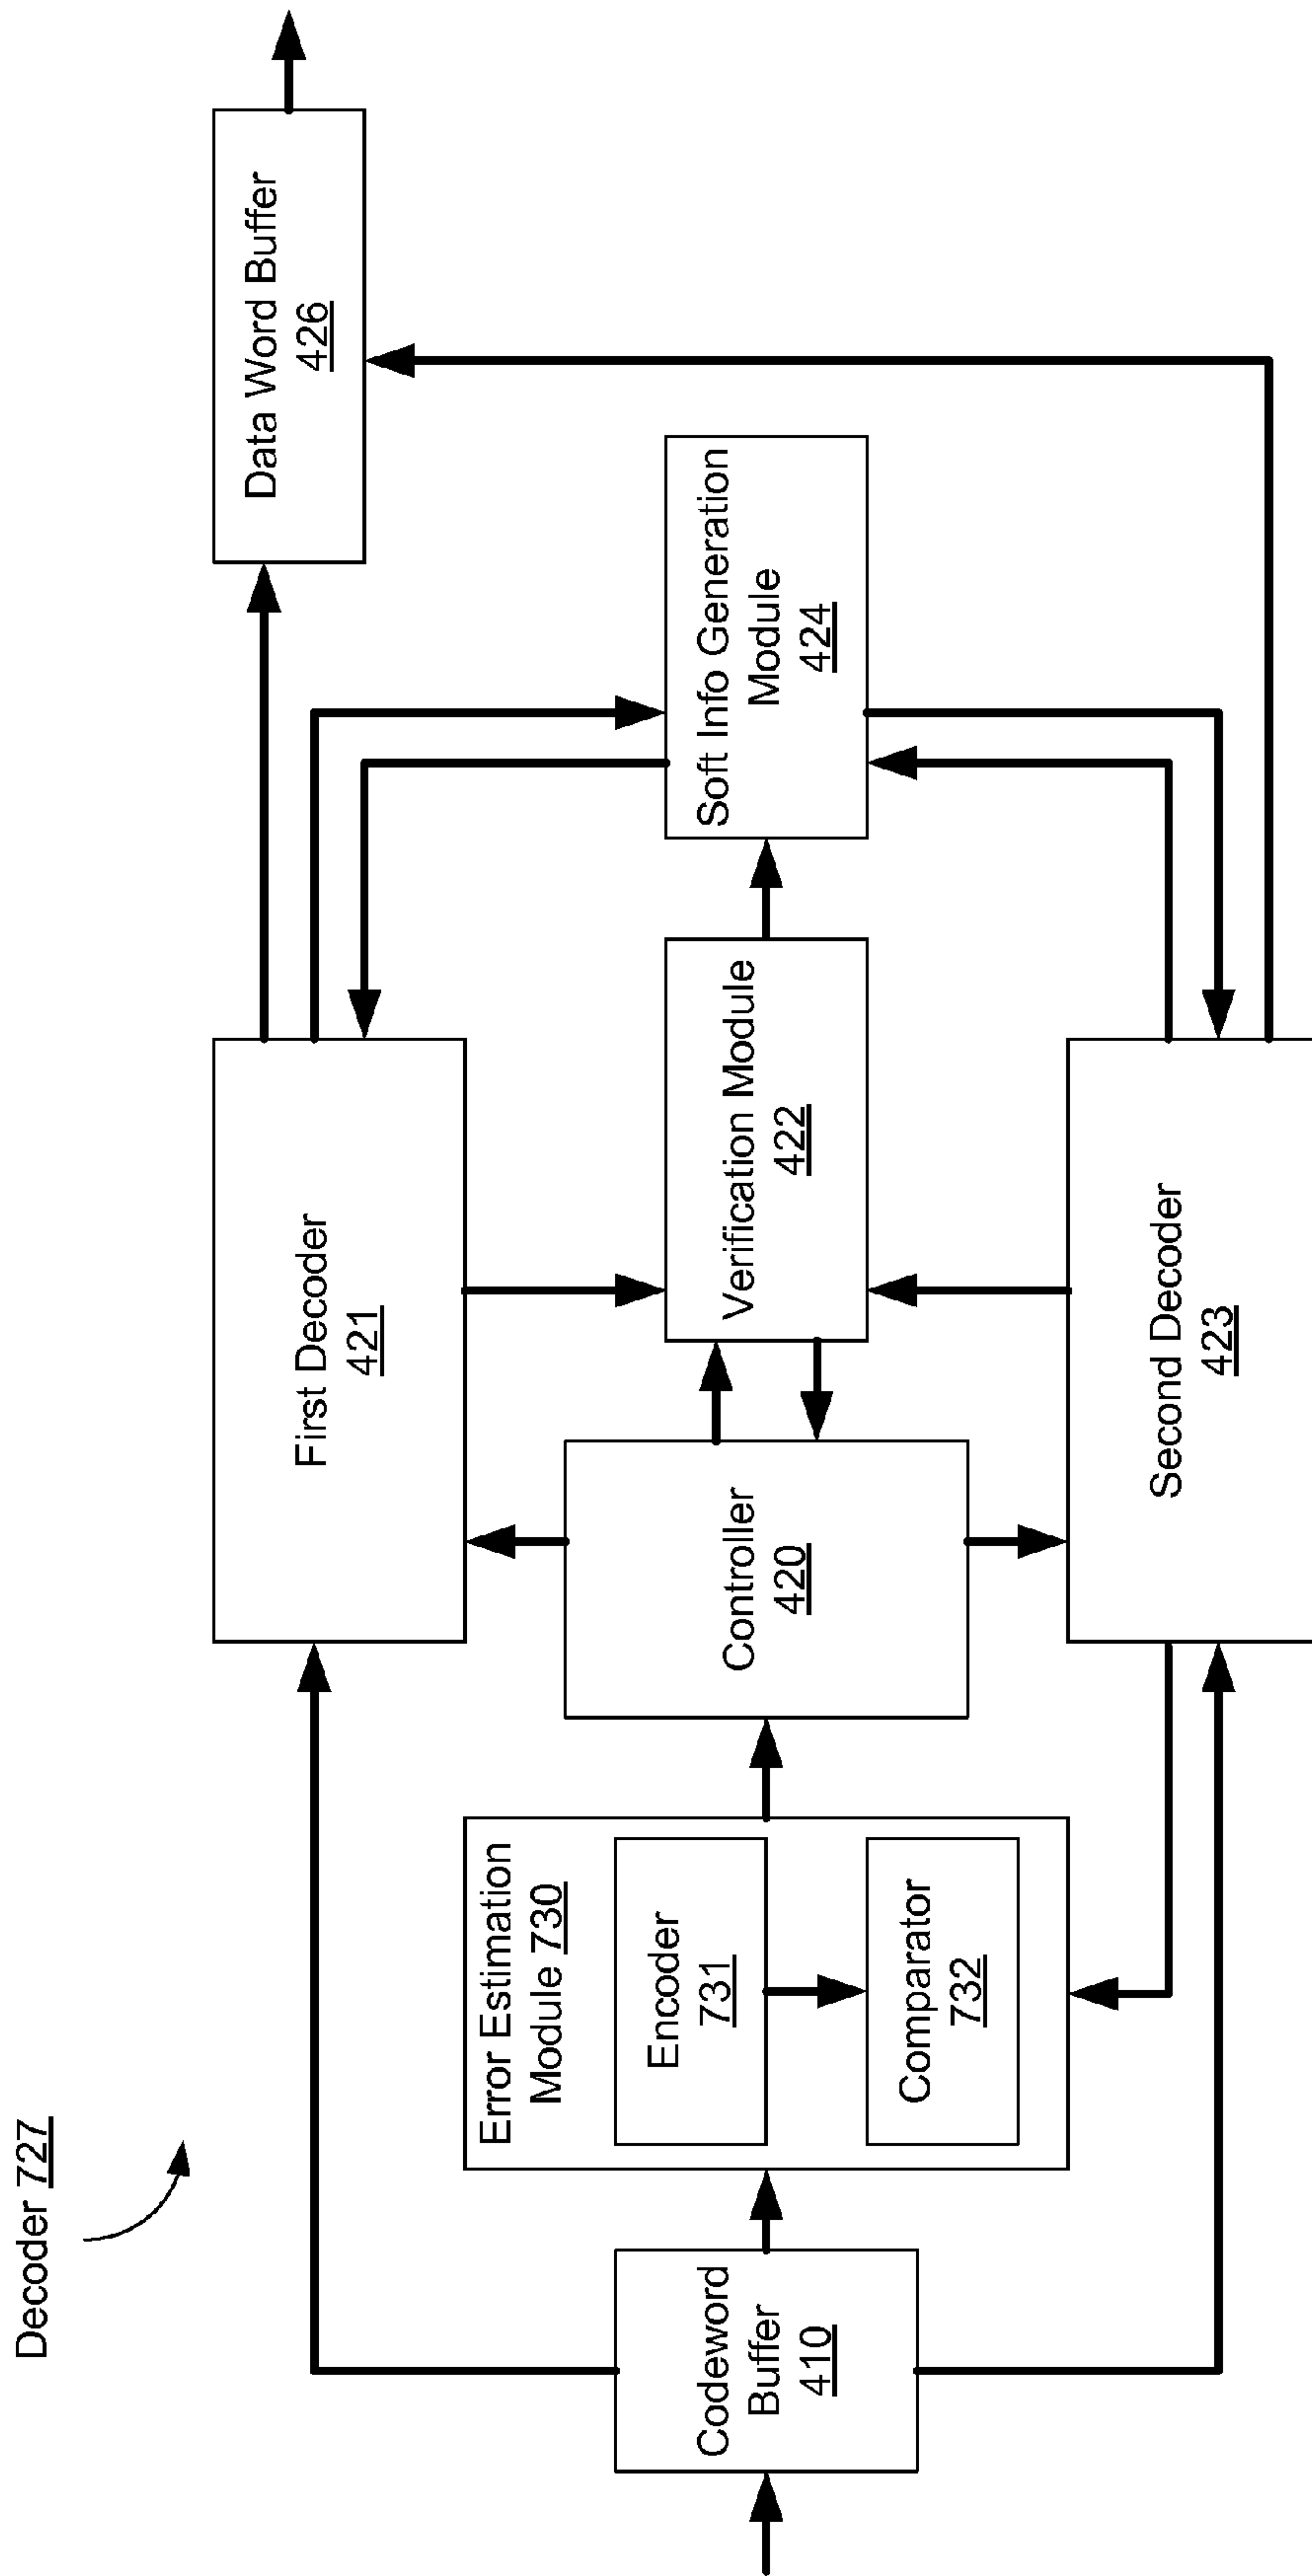 Decoder 727
Codeword
Buffer
410
Error Estimation
Module 730
Encoder
731
Comparator
732
Controller
420
First Decoder
421
Verification Module
422
Second Decoder
423
Soft Info Generation
Module
424
Data Word Buffer
426